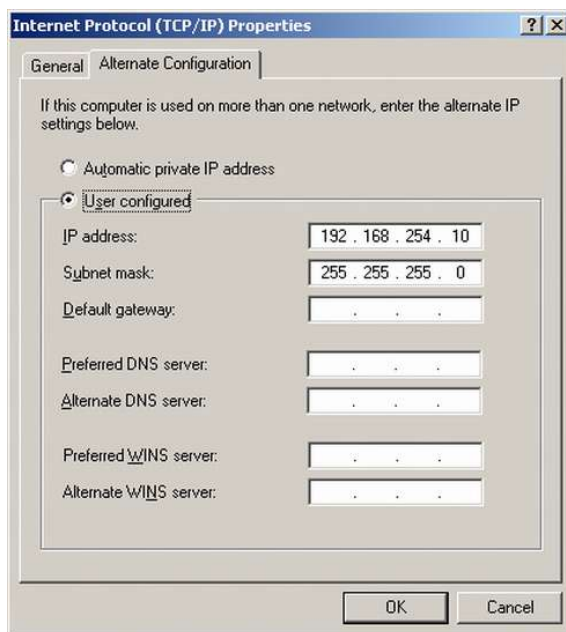 Internet Protocol (TCP/IP) Properties
General
Alternate Configuration
If this computer is used on more than one network, enter the alternate IP
settings below.
Automatic private IP address
User configured
IP address: 192 . 168 . 254 . 10
Subnet mask: 255 . 255 . 255 . 0
Default gateway: . . .
Preferred DNS server: . . .
Alternate DNS server: . . .
Preferred WINS server: . . .
Alternate WINS server: . . .
OK
Cancel